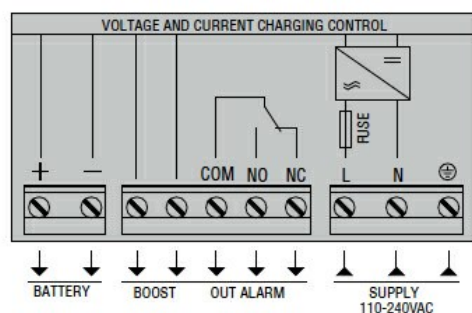 VOLTAGE AND CURRENT CHARGING CONTROL
FUSE
+ − COM NO NC L N
BATTERY BOOST OUT ALARM SUPPLY
110-240VAC